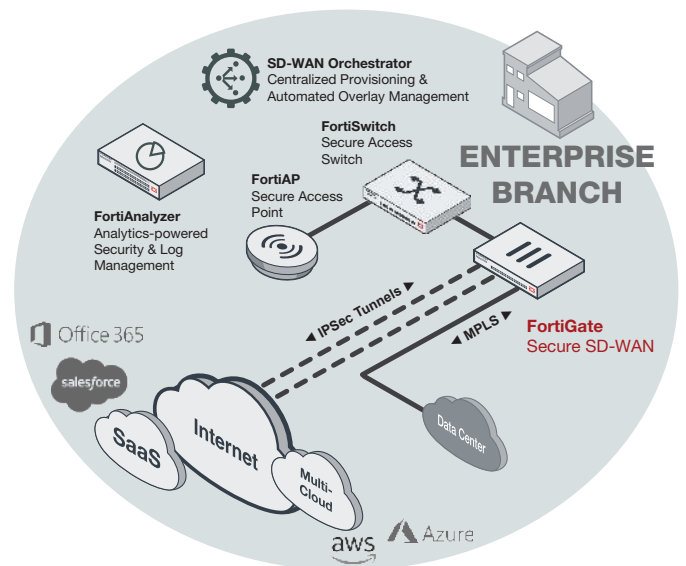 SD-WAN Orchestrator
Centralized Provisioning &
Automated Overlay Management
FortiSwitch
Secure Access
Switch
ENTERPRISE
BRANCH
FortiAP
Secure Access
Point
FortiAnalyzer
Analytics-powered
Security & Log
Management
◀ IPSec Tunnels ▶
◀ MPLS ▶
FortiGate
Secure SD-WAN
Office 365
salesforce
SaaS
Internet
Multi-
Cloud
Data Center
aws
Azure